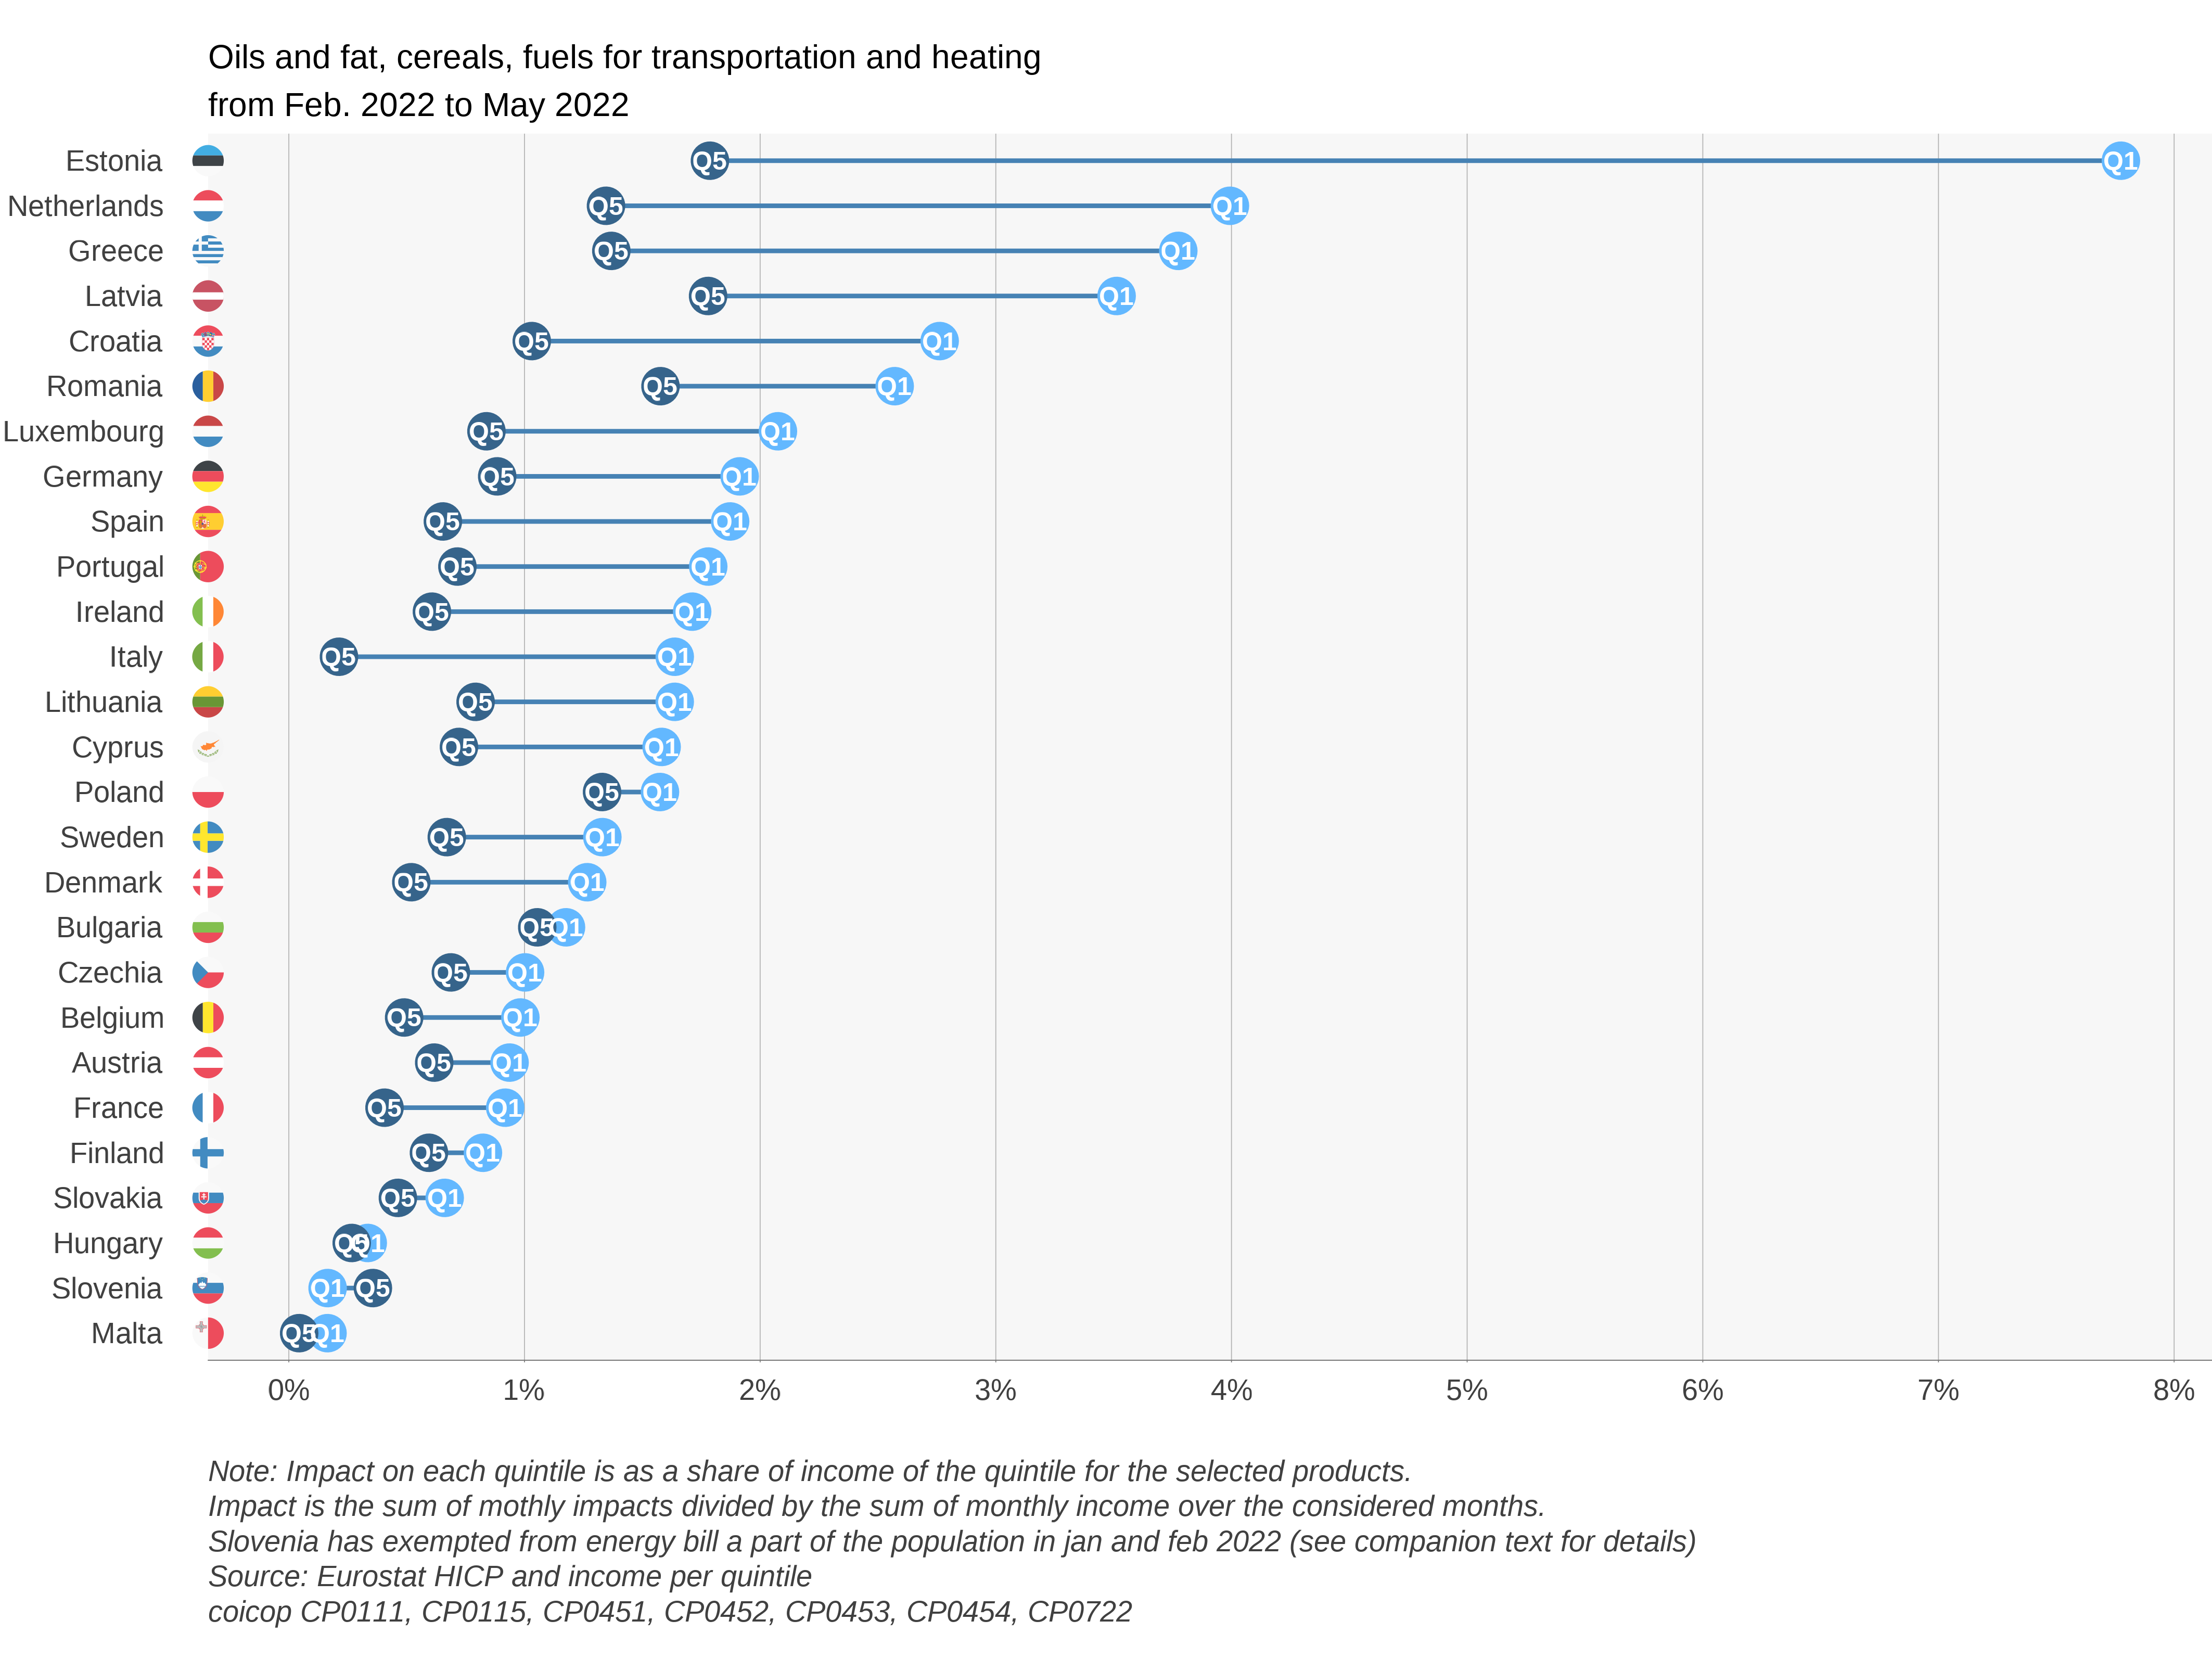 Oils and fat, cereals, fuels for transportation and heating
from Feb. 2022 to May 2022
Estonia Q5 Q1
Netherlands Q5 Q1
Greece Q5 Q1
Latvia Q5 Q1
Croatia Q5 Q1
Romania Q5 Q1
Luxembourg Q5 Q1
Germany Q5 Q1
Spain Q5 Q1
Portugal Q5 Q1
Ireland Q5 Q1
Italy Q5 Q1
Lithuania Q5 Q1
Cyprus Q5 Q1
Poland Q5 Q1
Sweden Q5 Q1
Denmark Q5 Q1
Bulgaria Q5 Q1
Czechia Q5 Q1
Belgium Q5 Q1
Austria Q5 Q1
France Q5 Q1
Finland Q5 Q1
Slovakia Q5 Q1
Hungary Q5 Q1
Slovenia Q1 Q5
Malta Q5 Q1
0% 1% 2% 3% 4% 5% 6% 7% 8%
Note: Impact on each quintile is as a share of income of the quintile for the selected products.
Impact is the sum of mothly impacts divided by the sum of monthly income over the considered months.
Slovenia has exempted from energy bill a part of the population in jan and feb 2022 (see companion text for details)
Source: Eurostat HICP and income per quintile
coicop CP0111, CP0115, CP0451, CP0452, CP0453, CP0454, CP0722